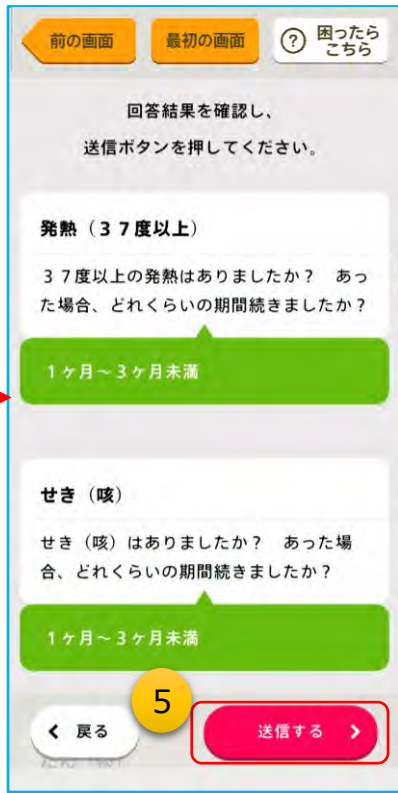 前の画面
最初の画面
? 困ったら
こちら
回答結果を確認し、
送信ボタンを押してください。
発熱（３７度以上）
３７度以上の発熱はありましたか？　あっ
た場合、どれくらいの期間続きましたか？
１ヶ月～３ヶ月未満
せき（咳）
せき（咳）はありましたか？　あった場
合、どれくらいの期間続きましたか？
１ヶ月～３ヶ月未満
5
戻る
送信する